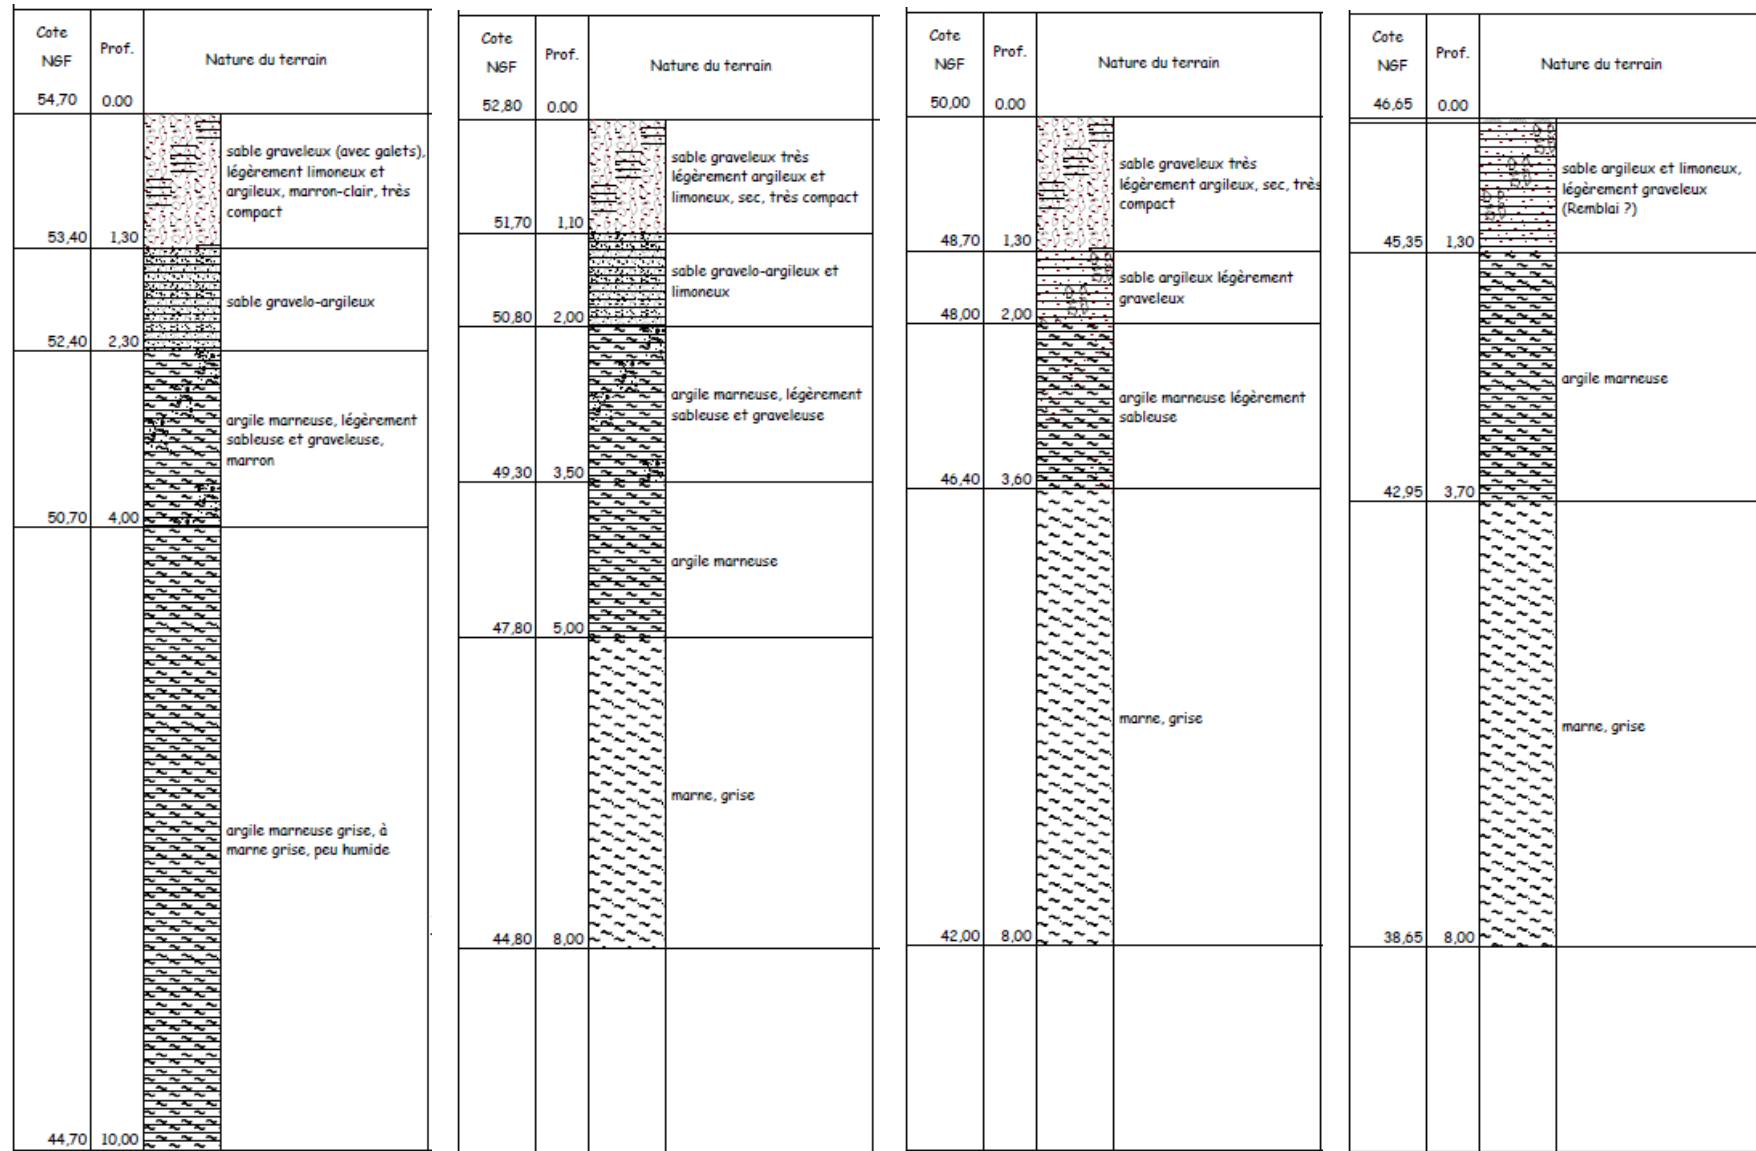 Cote
NGF
Prof.
Nature du terrain
54,70 0.00
sable graveleux (avec galets),
légèrement limoneux et
argileux, marron-clair, très
compact
53,40 1,30
sable gravelo-argileux
52,40 2,30
argile marneuse, légèrement
sableuse et graveleuse,
marron
50,70 4,00
argile marneuse grise, à
marne grise, peu humide
44,70 10,00
Cote
NGF
Prof.
Nature du terrain
52,80 0.00
sable graveleux très
légèrement argileux et
limoneux, sec, très compact
51,70 1,10
sable gravelo-argileux et
limoneux
50,80 2,00
argile marneuse, légèrement
sableuse et graveleuse
49,30 3,50
argile marneuse
47,80 5,00
marne, grise
44,80 8,00
Cote
NGF
Prof.
Nature du terrain
50,00 0.00
sable graveleux très
légèrement argileux, sec, très
compact
48,70 1,30
sable argileux légèrement
graveleux
48,00 2,00
argile marneuse légèrement
sableuse
46,40 3,60
marne, grise
42,00 8,00
Cote
NGF
Prof.
Nature du terrain
46,65 0.00
sable argileux et limoneux,
légèrement graveleux
(Remblai ?)
45,35 1,30
argile marneuse
42,95 3,70
marne, grise
38,65 8,00